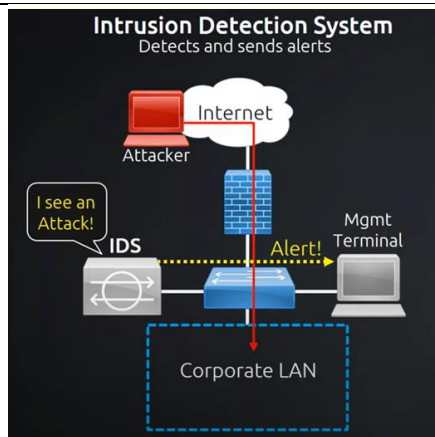 Intrusion Detection System
Detects and sends alerts
Internet
Attacker
I see an
Attack!
IDS
Alert!
Mgmt
Terminal
Corporate LAN